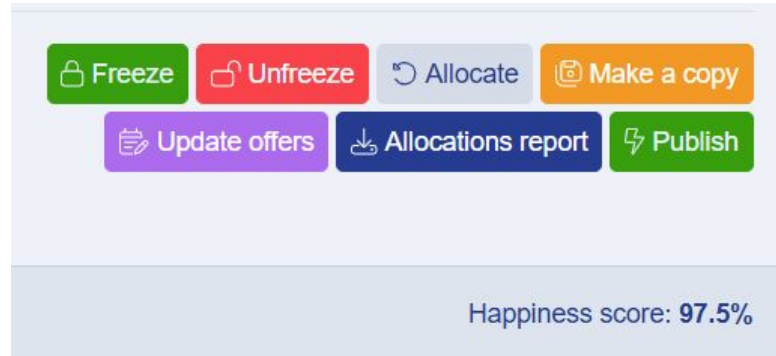 Freeze Unfreeze Allocate Make a copy
Update offers Allocations report Publish
Happiness score: 97.5%